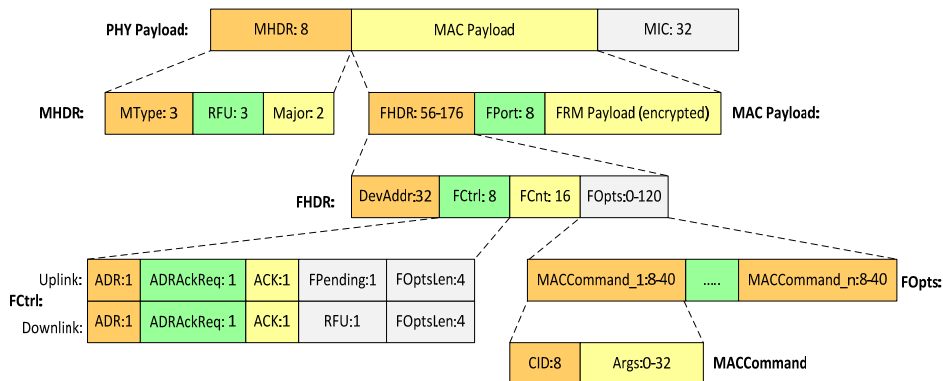 PHY Payload: MHDR: 8 MAC Payload MIC: 32
MHDR: MType: 3 RFU: 3 Major: 2 FHDR: 56-176 FPort: 8 FRM Payload (encrypted) MAC Payload:
FHDR: DevAddr:32 FCtrl: 8 FCnt: 16 FOpts:0-120
Uplink: ADR:1 ADRAckReq: 1 ACK:1 FPending:1 FOptsLen:4 MACCommand_1:8-40 ..... MACCommand_n:8-40 FOpts:
FCtrl:
Downlink: ADR:1 ADRAckReq: 1 ACK:1 RFU:1 FOptsLen:4
CID:8 Args:0-32 MACCommand